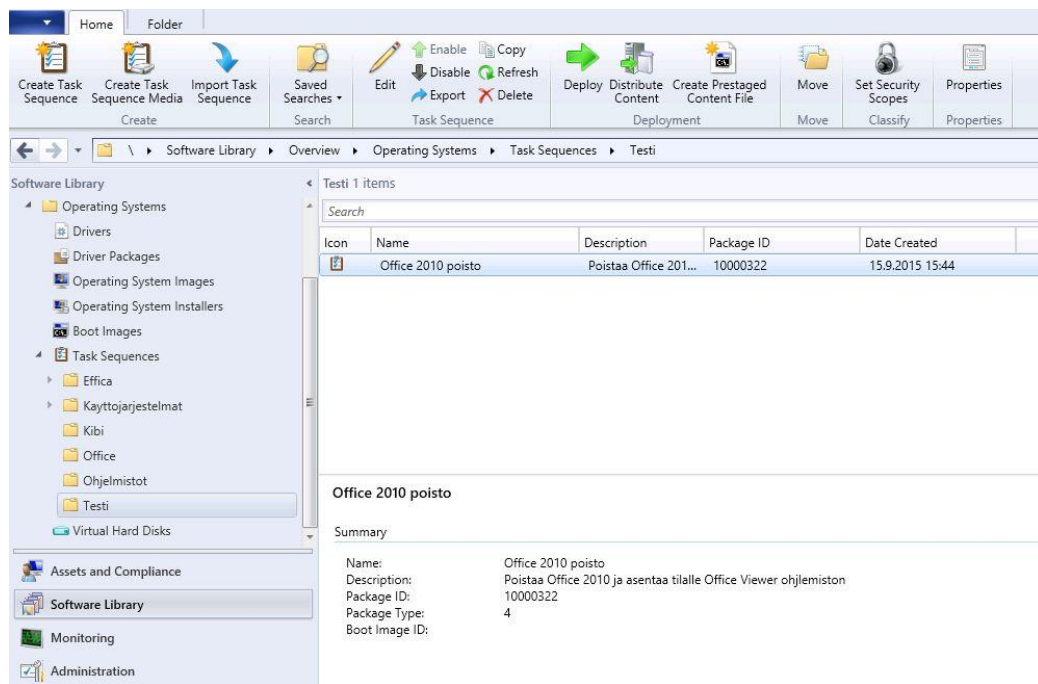 Home Folder
Create Task Sequence
Create Task Sequence Media
Import Task Sequence
Create
Saved Searches
Search
Edit
Enable
Disable
Export
Copy
Refresh
Delete
Task Sequence
Deploy
Distribute Content
Create Prestaged Content File
Deployment
Move
Move
Set Security Scopes
Classify
Properties
Properties
\ Software Library Overview Operating Systems Task Sequences Testi
Software Library
Operating Systems
Drivers
Driver Packages
Operating System Images
Operating System Installers
Boot Images
Task Sequences
Effica
Kayttojarjestelmat
Kibi
Office
Ohjelmistot
Testi
Virtual Hard Disks
Assets and Compliance
Software Library
Monitoring
Administration
Testi 1 items
Search
Icon Name Description Package ID Date Created
Office 2010 poisto Poistaa Office 201... 10000322 15.9.2015 15:44
Office 2010 poisto
Summary
Name: Office 2010 poisto
Description: Poistaa Office 2010 ja asentaa tilalle Office Viewer ohjlemiston
Package ID: 10000322
Package Type: 4
Boot Image ID: